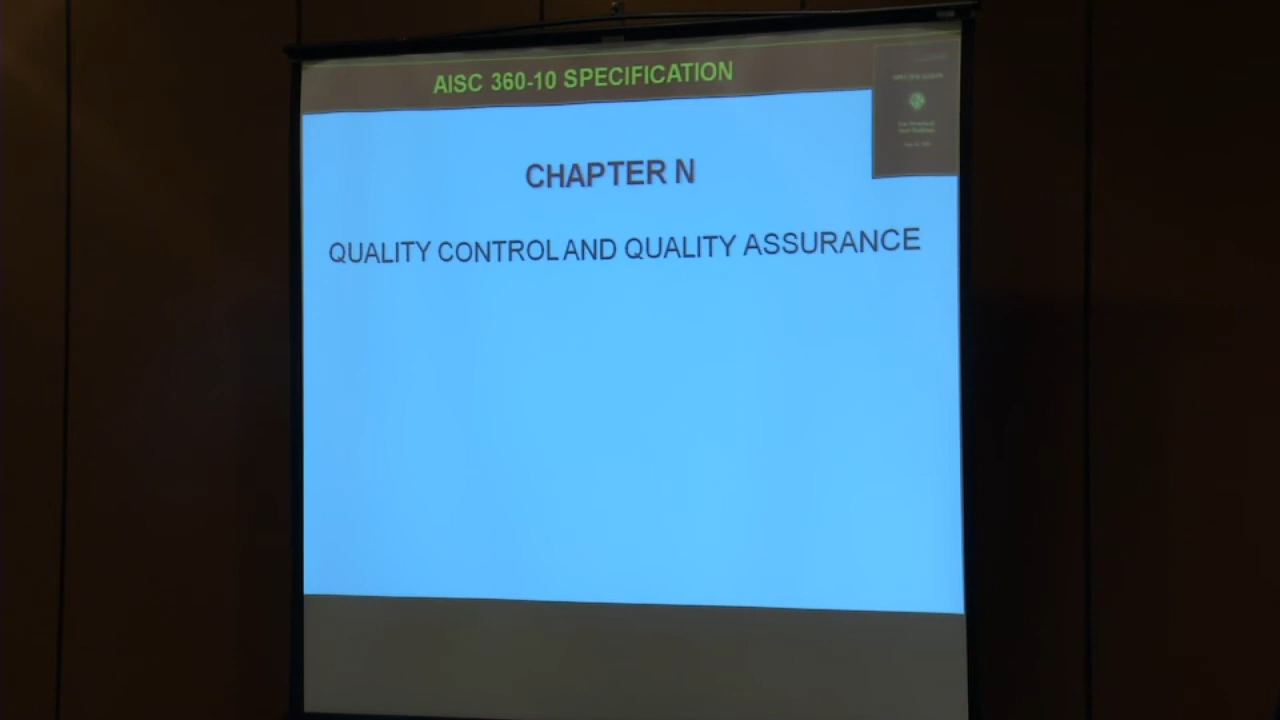 AISC 360-10 SPECIFICATION
CHAPTER N
QUALITY CONTROL AND QUALITY ASSURANCE